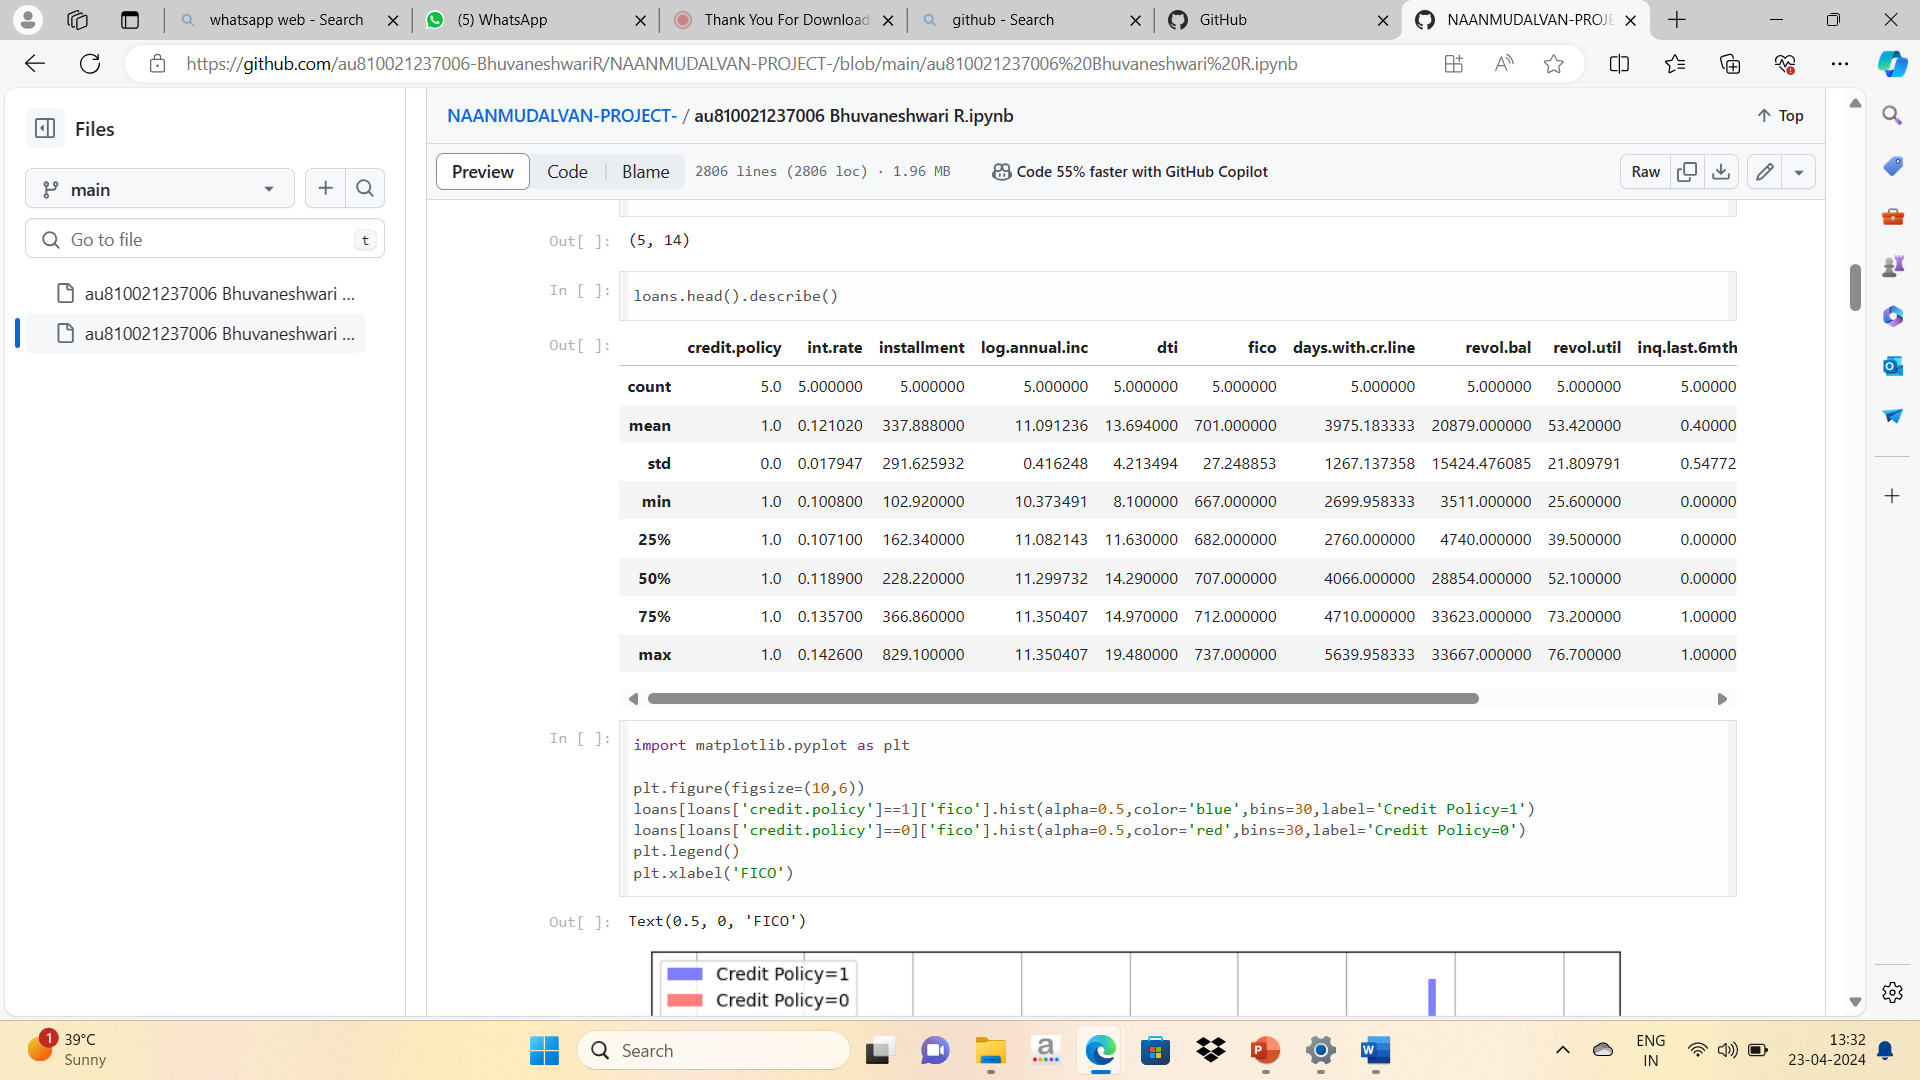 whatsapp web - Search
(5) WhatsApp
Thank You For Download
github - Search
GitHub
NAANMUDALVAN-PROJE
https://github.com/au810021237006-BhuvaneshwariR/NAANMUDALVAN-PROJECT-/blob/main/au810021237006%20Bhuvaneshwari%20R.ipynb
Files
NAANMUDALVAN-PROJECT- / au810021237006 Bhuvaneshwari R.ipynb
Top
main
Preview Code Blame 2806 lines (2806 loc) · 1.96 MB Code 55% faster with GitHub Copilot Raw
Go to file t
au810021237006 Bhuvaneshwari ...
au810021237006 Bhuvaneshwari ...
Out[ ]: (5, 14)
In [ ]: loans.head().describe()
Out[ ]:
credit.policy int.rate installment log.annual.inc dti fico days.with.cr.line revol.bal revol.util inq.last.6mth
count 5.0 5.000000 5.000000 5.000000 5.000000 5.000000 5.000000 5.000000 5.000000 5.00000
mean 1.0 0.121020 337.888000 11.091236 13.694000 701.000000 3975.183333 20879.000000 53.420000 0.40000
std 0.0 0.017947 291.625932 0.416248 4.213494 27.248853 1267.137358 15424.476085 21.809791 0.54772
min 1.0 0.100800 102.920000 10.373491 8.100000 667.000000 2699.958333 3511.000000 25.600000 0.00000
25% 1.0 0.107100 162.340000 11.082143 11.630000 682.000000 2760.000000 4740.000000 39.500000 0.00000
50% 1.0 0.118900 228.220000 11.299732 14.290000 707.000000 4066.000000 28854.000000 52.100000 0.00000
75% 1.0 0.135700 366.860000 11.350407 14.970000 712.000000 4710.000000 33623.000000 73.200000 1.00000
max 1.0 0.142600 829.100000 11.350407 19.480000 737.000000 5639.958333 33667.000000 76.700000 1.00000
In [ ]: import matplotlib.pyplot as plt
plt.figure(figsize=(10,6))
loans[loans['credit.policy']==1]['fico'].hist(alpha=0.5,color='blue',bins=30,label='Credit Policy=1')
loans[loans['credit.policy']==0]['fico'].hist(alpha=0.5,color='red',bins=30,label='Credit Policy=0')
plt.legend()
plt.xlabel('FICO')
Out[ ]: Text(0.5, 0, 'FICO')
Credit Policy=1
Credit Policy=0
1
39°C
Sunny
Search
ENG
IN
13:32
23-04-2024